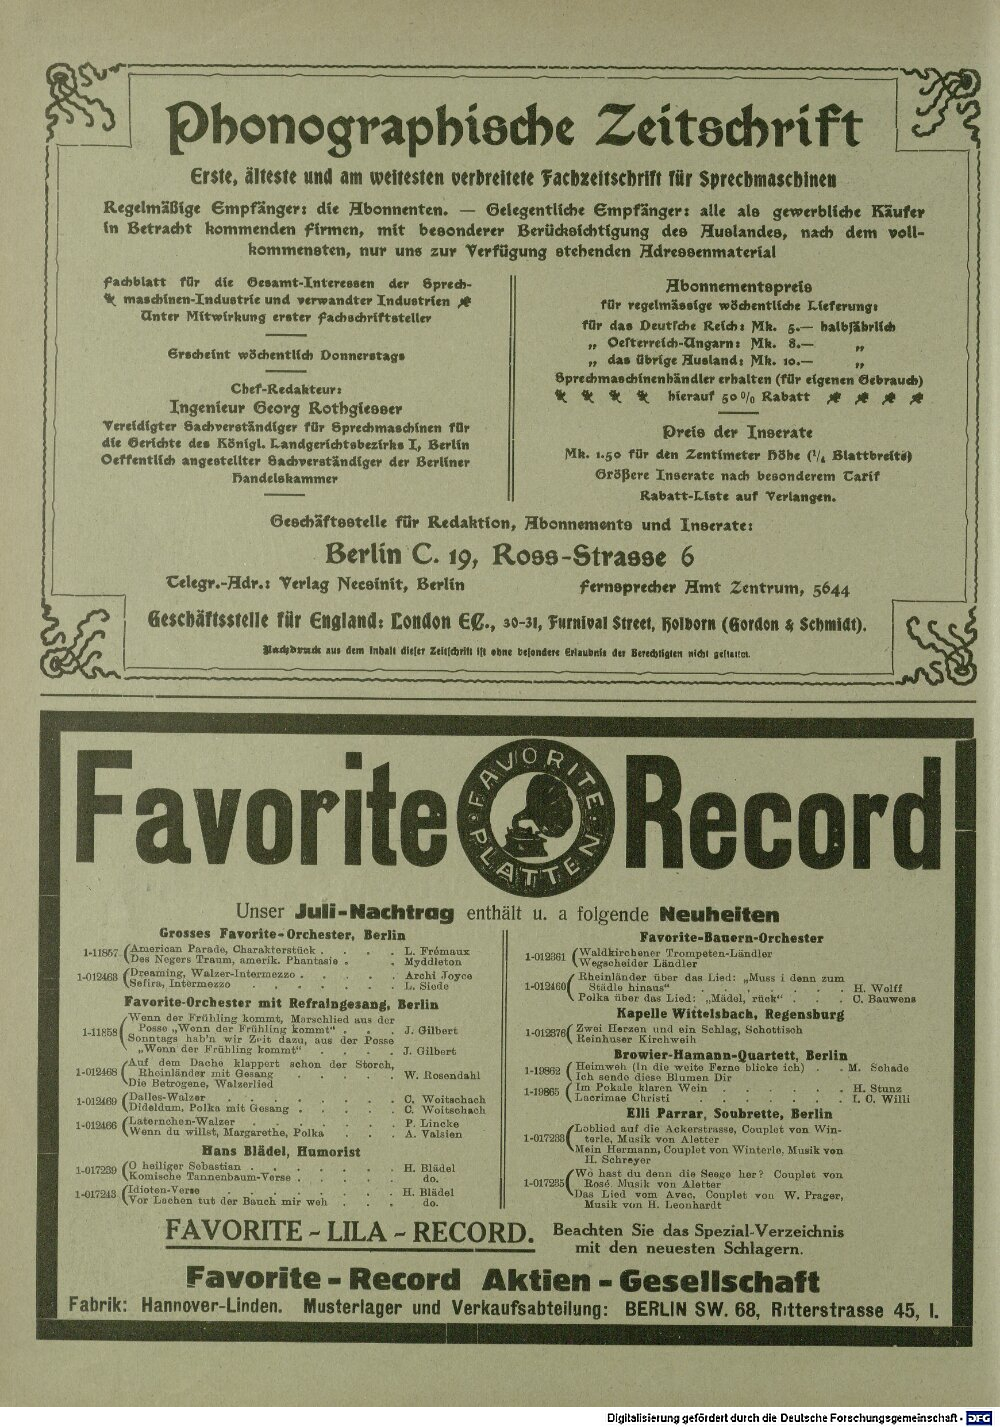 Phonographische Zeitschrift
Erste, älteste und am weitesten verbreitete Fachzeitschrift für Sprechmaschinen
Regelmäßige Empfänger: die Abonnenten. — Gelegentliche Empfänger: alle als gewerbliche Käufer
in Betracht kommenden Firmen, mit besonderer Berücksichtigung des Auslandes, nach dem voll-
kommensten, nur uns zur Verfügung stehenden Adressenmaterial
Fachblatt für die Gesamt-Interessen der Sprech-
maschinen-Industrie und verwandter Industrien
Unter Mitwirkung erster Fachschriftsteller
Erscheint wöchentlich Donnerstags
Chef-Redakteur:
Ingenieur Georg Rothgiesser
Vereidigter Sachverständiger für Sprechmaschinen für
die Gerichte des Königl. Landgerichtsbezirks I, Berlin
Oeffentlich angestellter Sachverständiger der Berliner
Handelskammer
Abonnementspreis
für regelmässige wöchentliche Lieferung:
für das Deutsche Reich: Mk. 5.— halbjährlich
„ Oesterreich-Ungarn: Mk. 8.— „
„ das übrige Ausland: Mk. 10.— „
Sprechmaschinenhändler erhalten (für eigenen Gebrauch)
hierauf 50% Rabatt
Preis der Inserate
Mk. 1.50 für den Zentimeter Höhe (¼ Blattbreite)
Größere Inserate nach besonderem Tarif
Rabatt-Liste auf Verlangen.
Geschäftsstelle für Redaktion, Abonnements und Inserate:
Berlin C. 19, Ross-Strasse 6
Telegr.-Adr.: Verlag Necsinit, Berlin Fernsprecher Amt Zentrum, 5644
Geschäftsstelle für England: London EC., 30-31, Furnival Street, Holborn (Gordon & Schmidt).
Nachdruck aus dem Inhalt dieser Zeitschrift ist ohne besondere Erlaubnis der Berechtigten nicht gestattet.
Favorite FAVORITE PLATTEN Record
Unser Juli-Nachtrag enthält u. a folgende Neuheiten
Grosses Favorite-Orchester, Berlin
1-11857 (American Parade, Charakterstück . . . . L. Frémaux
Des Negers Traum, amerik. Phantasie . . . Myddleton
1-012463 (Dreaming, Walzer-Intermezzo . . . . . Archi Joyce
Sefira, Intermezzo . . . . . . . L. Siede
Favorite-Orchester mit Refraingesang, Berlin
1-11858 (Wenn der Frühling kommt, Marschlied aus der
Posse „Wenn der Frühling kommt“ . . . J. Gilbert
Sonntags hab'n wir Zeit dazu, aus der Posse
„Wenn der Frühling kommt“ . . . . J. Gilbert
1-012468 (Auf dem Dache klappert schon der Storch,
Rheinländer mit Gesang . . . . . W. Rosendahl
Die Betrogene, Walzerlied
1-012469 (Dalles-Walzer . . . . . . . C. Woitschach
Dideldum, Polka mit Gesang . . . . C. Woitschach
1-012466 (Laternchen-Walzer . . . . . . P. Lincke
Wenn du willst, Margarethe, Polka . . . A. Valsien
Hans Blädel, Humorist
1-017239 (O heiliger Sebastian . . . . . . H. Blädel
Komische Tannenbaum-Verse . . . . . do.
1-017243 (Idioten-Verse . . . . . . . H. Blädel
Vor Lachen tut der Bauch mir weh . . . do.
Favorite-Bauern-Orchester
1-012361 (Waldkirchener Trompeten-Ländler
Wegscheider Ländler
1-012460 (Rheinländer über das Lied: „Muss i denn zum
Städle hinaus“ . . . . . . . H. Wolff
Polka über das Lied: „Mädel, rück“ . . . C. Bauwens
Kapelle Wittelsbach, Regensburg
1-012376 (Zwei Herzen und ein Schlag, Schottisch
Reinhuser Kirchweih
Browier-Hamann-Quartett, Berlin
1-19862 (Heimweh (In die weite Ferne blicke ich) . . M. Schade
Ich sende diese Blumen Dir
1-19865 (Im Pokale klaren Wein . . . . . H. Stunz
Lacrimae Christi . . . . . . I. C. Willi
Elli Parrar, Soubrette, Berlin
1-017233 (Loblied auf die Ackerstrasse, Couplet von Win-
terle, Musik von Aletter
Mein Hermann, Couplet von Winterle, Musik von
H. Schreyer
1-017235 (Wo hast du denn die Seege her? Couplet von
Rosé. Musik von Aletter
Das Lied vom Avec, Couplet von W. Prager,
Musik von H. Leonhardt
FAVORITE - LILA - RECORD. Beachten Sie das Spezial-Verzeichnis
mit den neuesten Schlagern.
Favorite - Record Aktien - Gesellschaft
Fabrik: Hannover-Linden. Musterlager und Verkaufsabteilung: BERLIN SW. 68, Ritterstrasse 45, I.
Digitalisierung gefördert durch die Deutsche Forschungsgemeinschaft - DFG